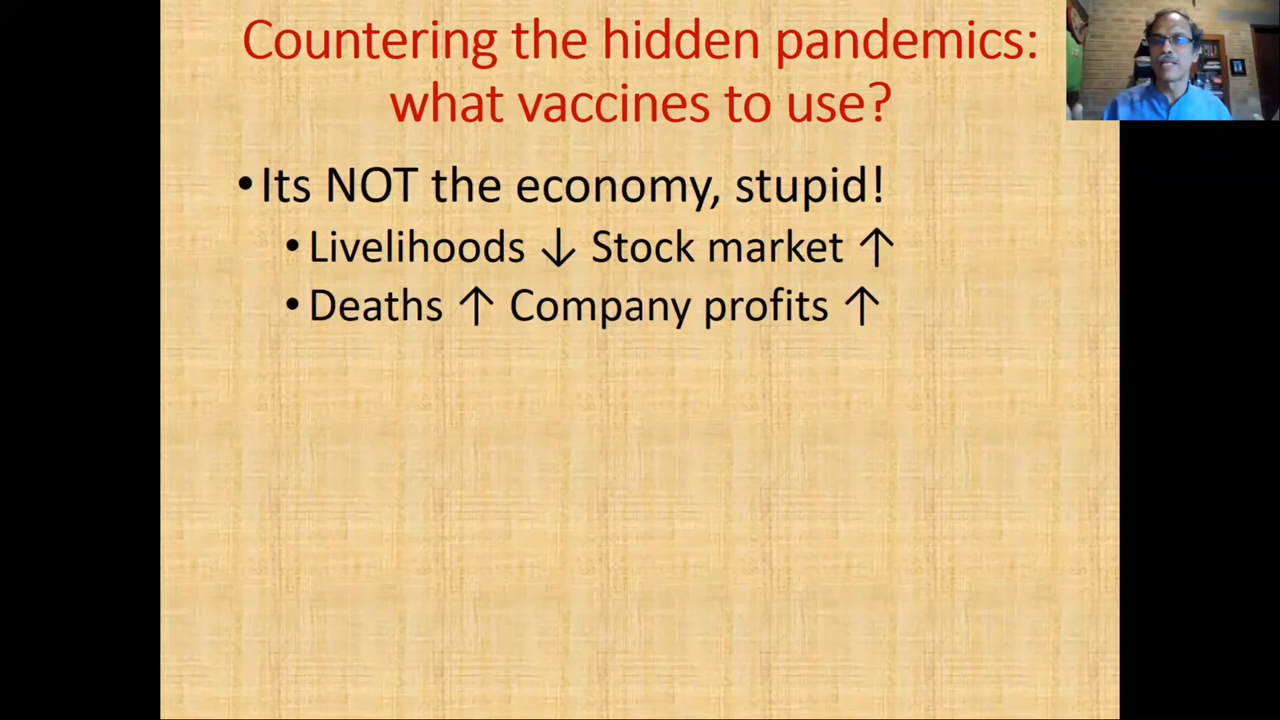 Countering the hidden pandemics:
what vaccines to use?
•Its NOT the economy, stupid!
•Livelihoods ↓ Stock market ↑
•Deaths ↑ Company profits ↑